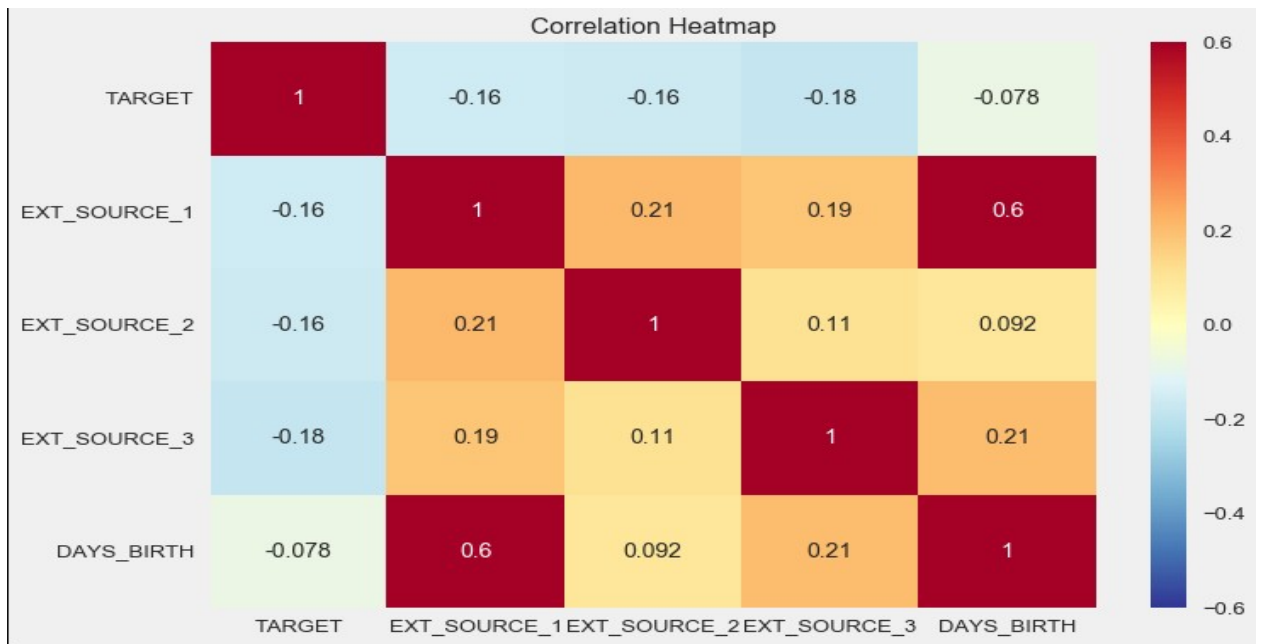 Correlation Heatmap
TARGET 1 -0.16 -0.16 -0.18 -0.078
EXT_SOURCE_1 -0.16 1 0.21 0.19 0.6
EXT_SOURCE_2 -0.16 0.21 1 0.11 0.092
EXT_SOURCE_3 -0.18 0.19 0.11 1 0.21
DAYS_BIRTH -0.078 0.6 0.092 0.21 1
TARGET EXT_SOURCE_1 EXT_SOURCE_2 EXT_SOURCE_3 DAYS_BIRTH
0.6
0.4
0.2
0.0
−0.2
−0.4
−0.6